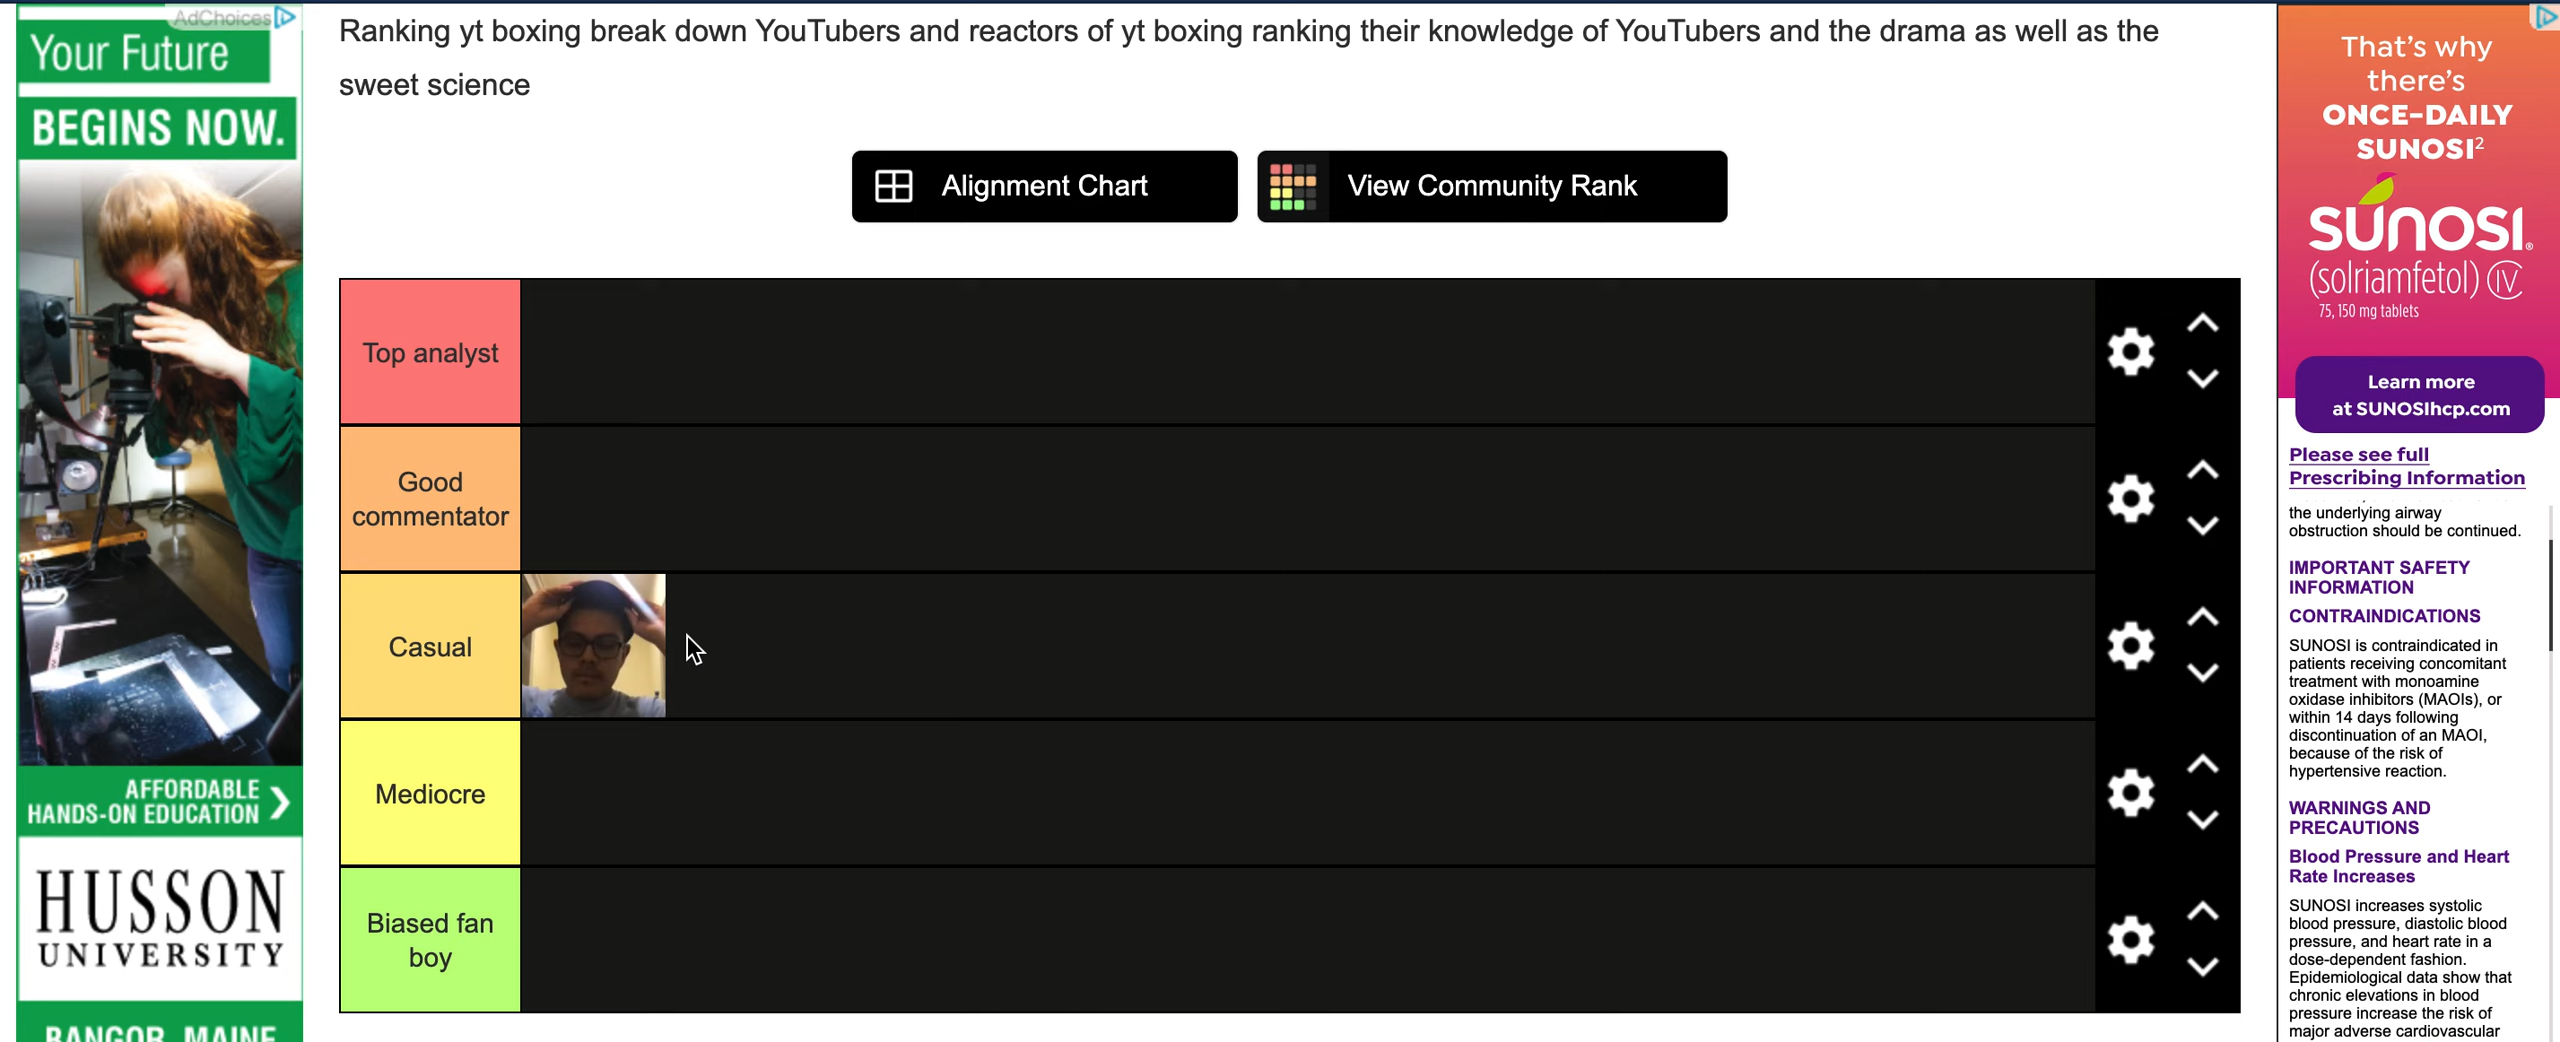 AdChoices
Your Future
BEGINS NOW.
AFFORDABLE
HANDS-ON EDUCATION
HUSSON
UNIVERSITY
BANGOR, MAINE
Ranking yt boxing break down YouTubers and reactors of yt boxing ranking their knowledge of YouTubers and the drama as well as the
sweet science
Alignment Chart
View Community Rank
Top analyst
Good
commentator
Casual
Mediocre
Biased fan
boy
That's why
there's
ONCE-DAILY
SUNOSI2
SUNOSI®
(solriamfetol) IV
75, 150 mg tablets
Learn more
at SUNOSIhcp.com
Please see full
Prescribing Information
the underlying airway
obstruction should be continued.
IMPORTANT SAFETY
INFORMATION
CONTRAINDICATIONS
SUNOSI is contraindicated in
patients receiving concomitant
treatment with monoamine
oxidase inhibitors (MAOIs), or
within 14 days following
discontinuation of an MAOI,
because of the risk of
hypertensive reaction.
WARNINGS AND
PRECAUTIONS
Blood Pressure and Heart
Rate Increases
SUNOSI increases systolic
blood pressure, diastolic blood
pressure, and heart rate in a
dose-dependent fashion.
Epidemiological data show that
chronic elevations in blood
pressure increase the risk of
major adverse cardiovascular